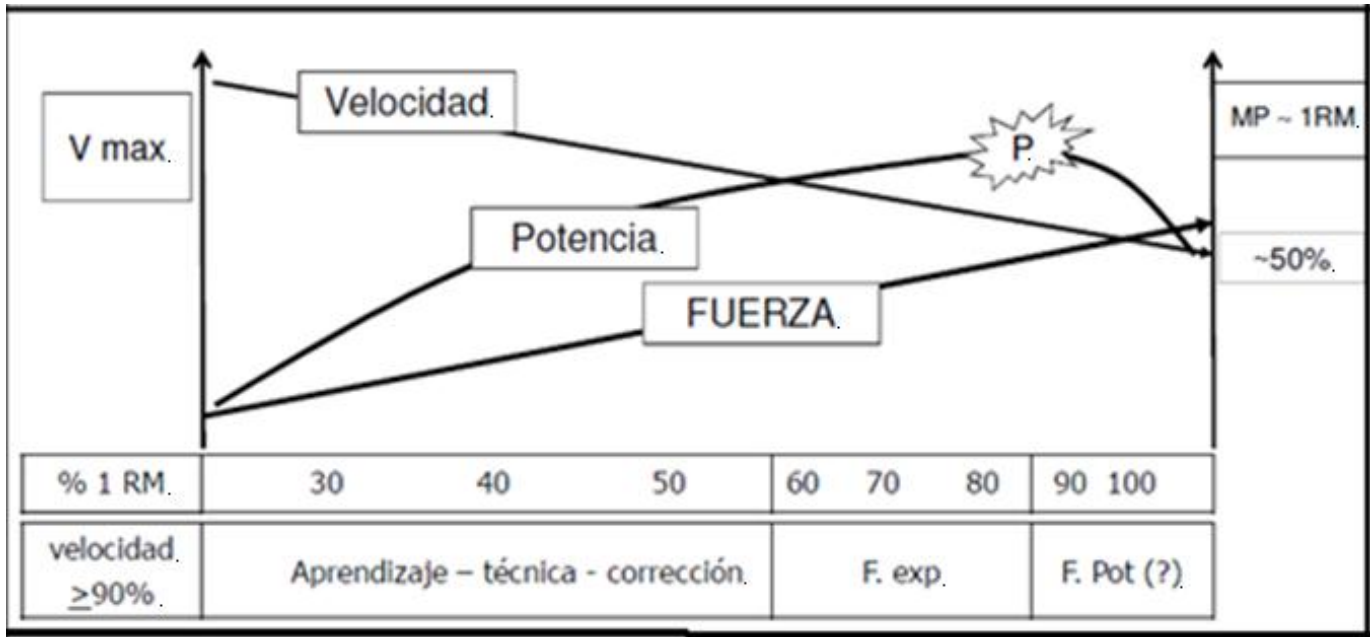 Velocidad.
V max.
MP ~ 1RM.
P.
Potencia.
~50%.
FUERZA.
% 1 RM. 30 40 50 60 70 80 90 100
velocidad.
≥90%.
Aprendizaje – técnica - corrección.
F. exp.
F. Pot (?).